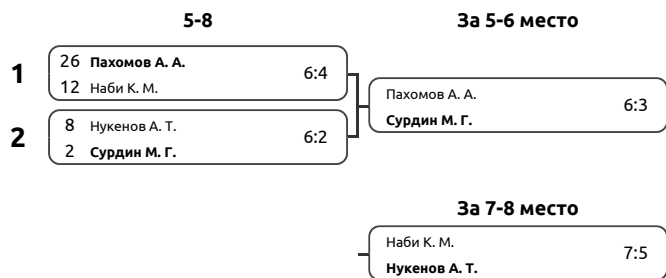 5-8
За 5-6 место
1
26 Пахомов А. А.
12 Наби К. М.
6:4
2
8 Нукенов А. Т.
2 Сурдин М. Г.
6:2
Пахомов А. А.
Сурдин М. Г.
6:3
За 7-8 место
Наби К. М.
Нукенов А. Т.
7:5